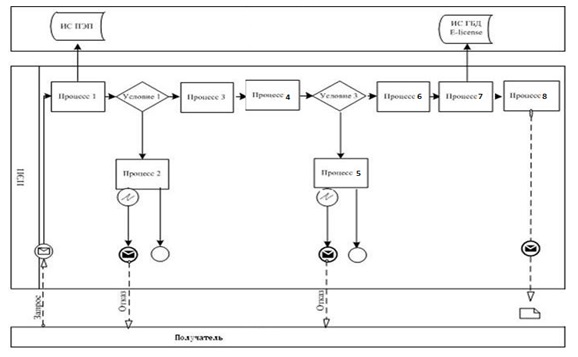 ИС ПЭП
ИС ГБД
E-license
Процесс 1
Условие 1
Процесс 3
Процесс 4
Условие 3
Процесс 6
Процесс 7
Процесс 8
Процесс 2
Процесс 5
ПЭП
Запрос
Отказ
Отказ
Получатель